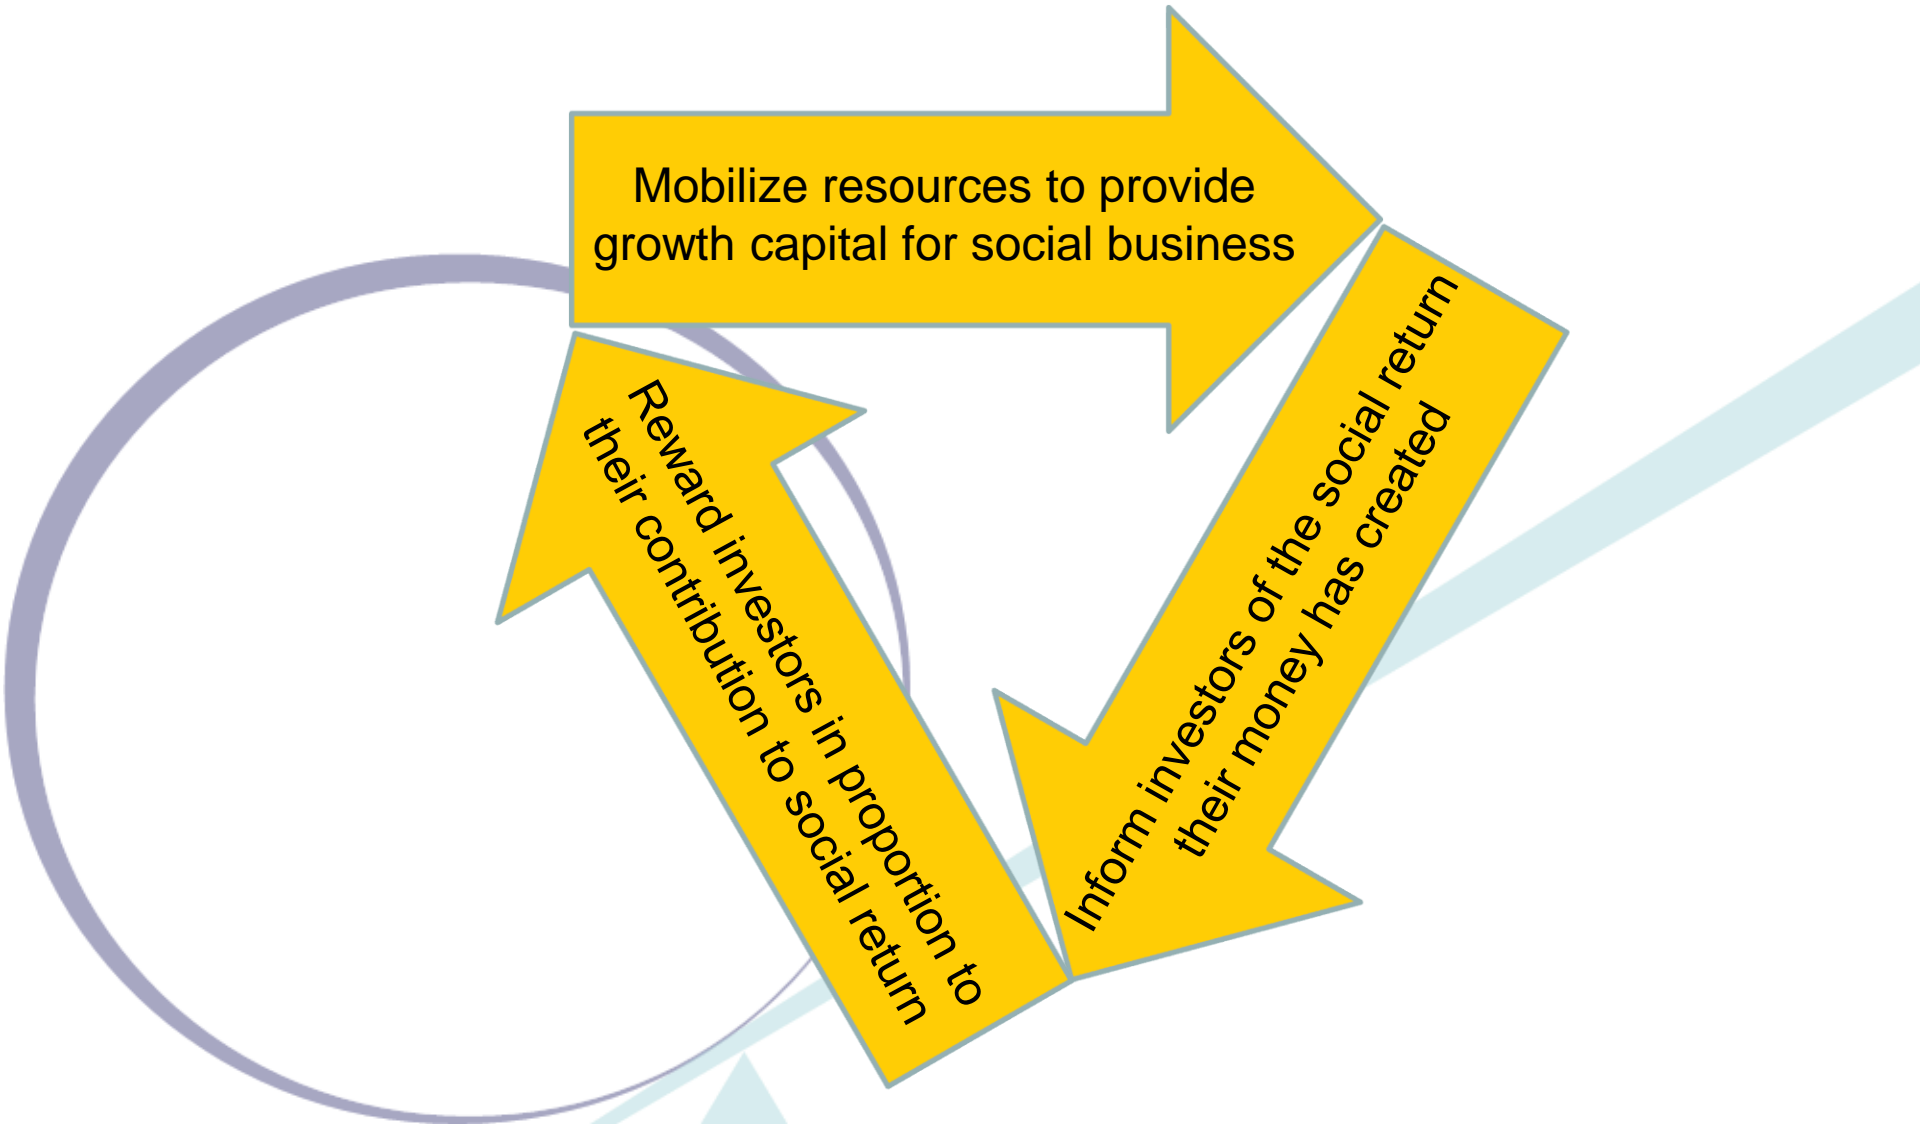 Mobilize resources to provide
growth capital for social business
Inform investors of the social return
their money has created
Reward investors in proportion to
their contribution to social return